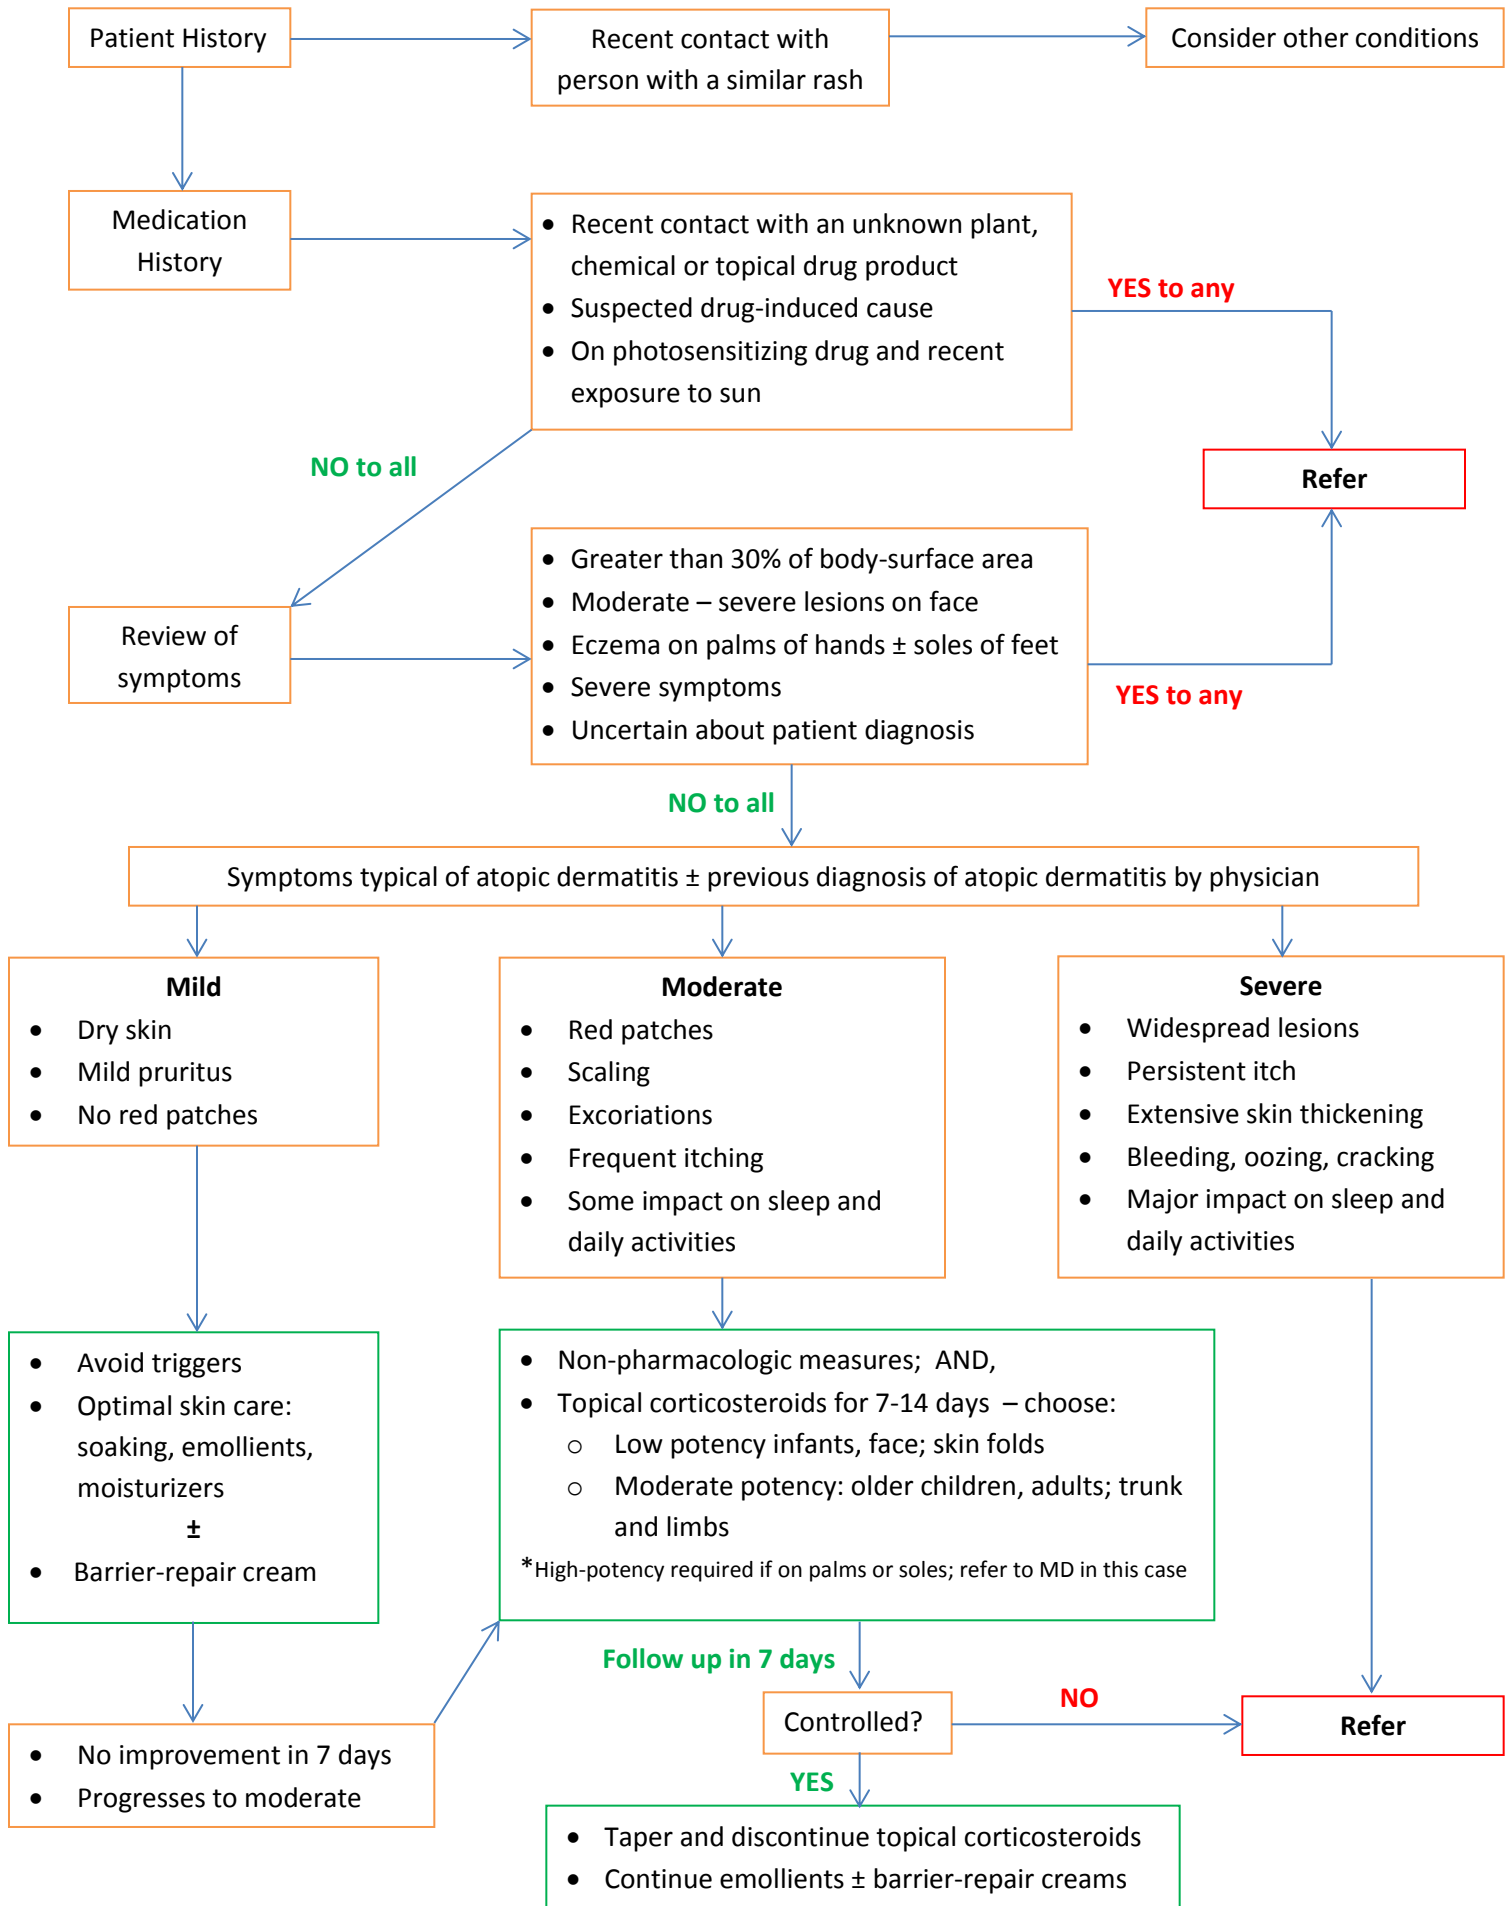 Patient History
Recent contact with
person with a similar rash
Consider other conditions
Medication
History
• Recent contact with an unknown plant,
chemical or topical drug product
• Suspected drug-induced cause
• On photosensitizing drug and recent
exposure to sun
YES to any
NO to all
Refer
Review of
symptoms
• Greater than 30% of body-surface area
• Moderate – severe lesions on face
• Eczema on palms of hands ± soles of feet
• Severe symptoms
• Uncertain about patient diagnosis
YES to any
NO to all
Symptoms typical of atopic dermatitis ± previous diagnosis of atopic dermatitis by physician
Mild
• Dry skin
• Mild pruritus
• No red patches
Moderate
• Red patches
• Scaling
• Excoriations
• Frequent itching
• Some impact on sleep and
daily activities
Severe
• Widespread lesions
• Persistent itch
• Extensive skin thickening
• Bleeding, oozing, cracking
• Major impact on sleep and
daily activities
• Avoid triggers
• Optimal skin care:
soaking, emollients,
moisturizers
±
• Barrier-repair cream
• Non-pharmacologic measures; AND,
• Topical corticosteroids for 7-14 days – choose:
o Low potency infants, face; skin folds
o Moderate potency: older children, adults; trunk
and limbs
*High-potency required if on palms or soles; refer to MD in this case
Follow up in 7 days
• No improvement in 7 days
• Progresses to moderate
Controlled?
NO
Refer
YES
• Taper and discontinue topical corticosteroids
• Continue emollients ± barrier-repair creams